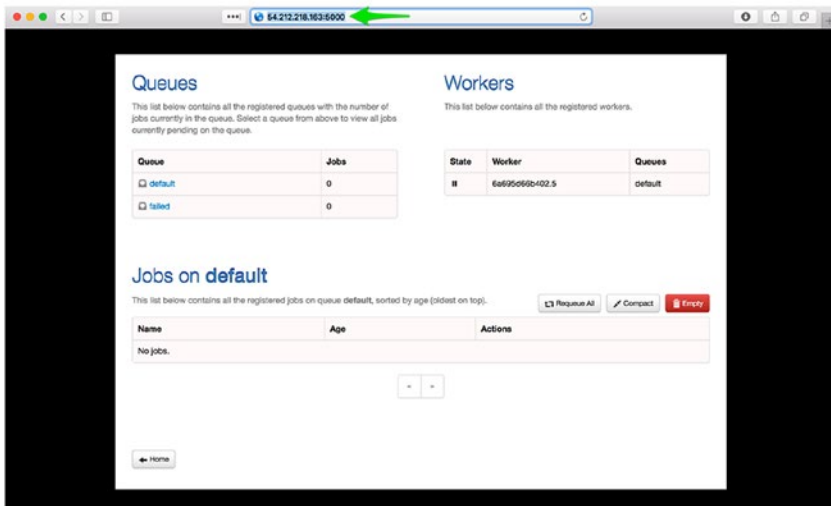 54.212.218.163:5000
Queues
This list below contains all the registered queues with the number of
jobs currently in the queue. Select a queue from above to view all jobs
currently pending on the queue.
Queue Jobs
default 0
failed 0
Workers
This list below contains all the registered workers.
State Worker Queues
6a695d66b402.5 default
Jobs on default
This list below contains all the registered jobs on queue default, sorted by age (oldest on top).
Requeue All Compact Empty
Name Age Actions
No jobs.
« »
Home